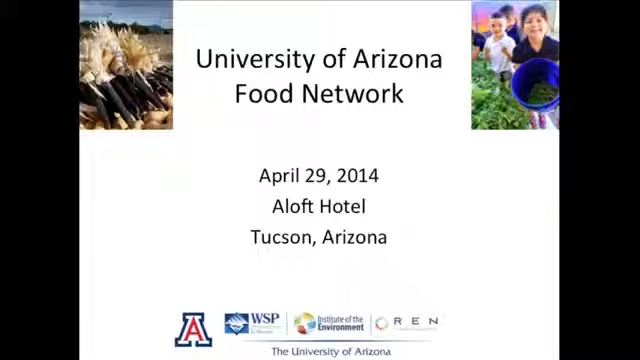 University of Arizona
Food Network
April 29, 2014
Aloft Hotel
Tucson, Arizona
A
WSP
Institute of the
Environment
REN
The University of Arizona